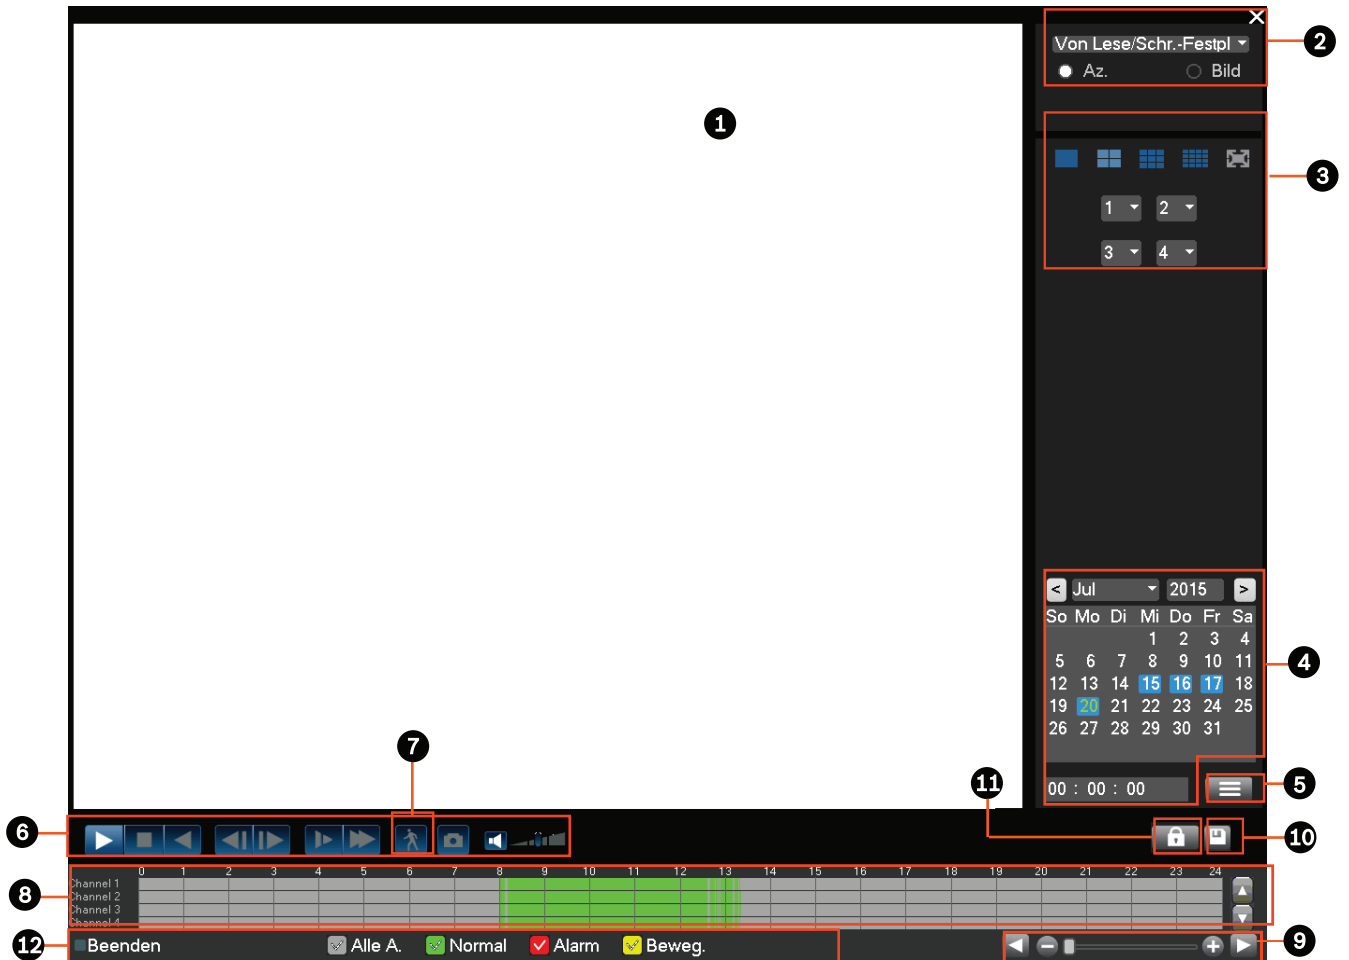 Von Lese/Schr.-Festpl
2
Az.
Bild
1
3
1 2
3 4
< Jul 2015 >
So Mo Di Mi Do Fr Sa
1 2 3 4
5 6 7 8 9 10 11
4
12 13 14 15 16 17 18
19 20 21 22 23 24 25
26 27 28 29 30 31
7
11
00 : 00 : 00
5
6
10
0 1 2 3 4 5 6 7 8 9 10 11 12 13 14 15 16 17 18 19 20 21 22 23 24
Channel 1
Channel 2
8
Channel 3
Channel 4
12
Beenden
Alle A.
Normal
Alarm
Beweg.
9